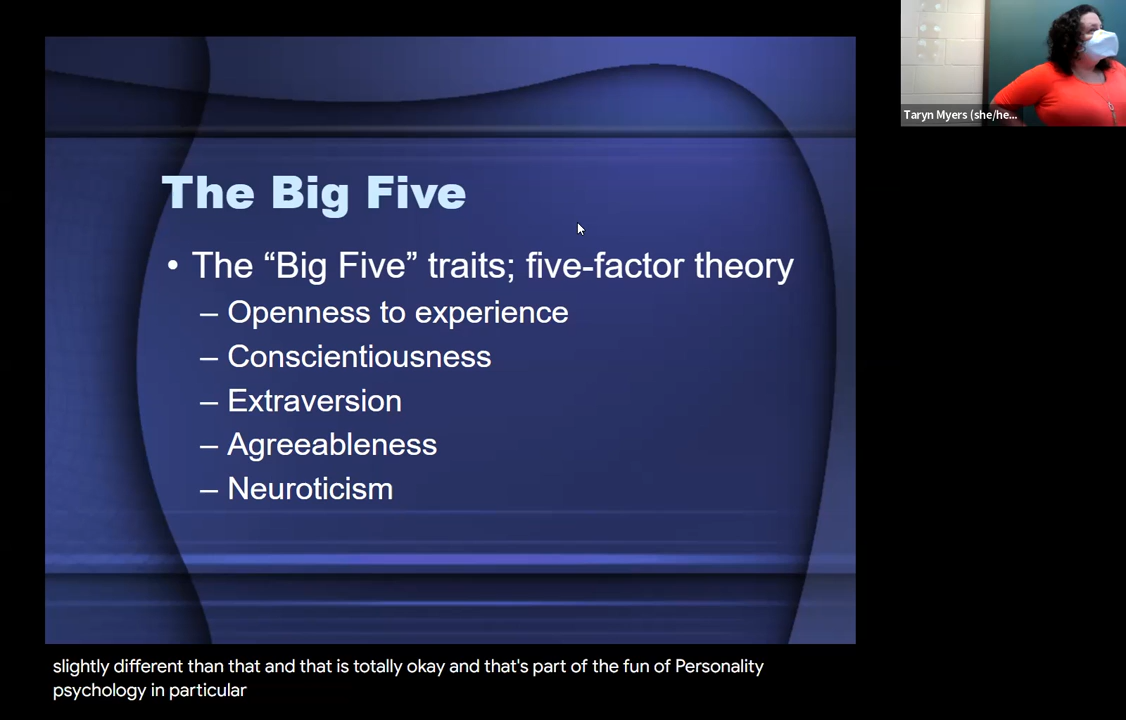 Taryn Myers (she/he...
The Big Five
• The “Big Five” traits; five-factor theory
– Openness to experience
– Conscientiousness
– Extraversion
– Agreeableness
– Neuroticism
slightly different than that and that is totally okay and that's part of the fun of Personality
psychology in particular